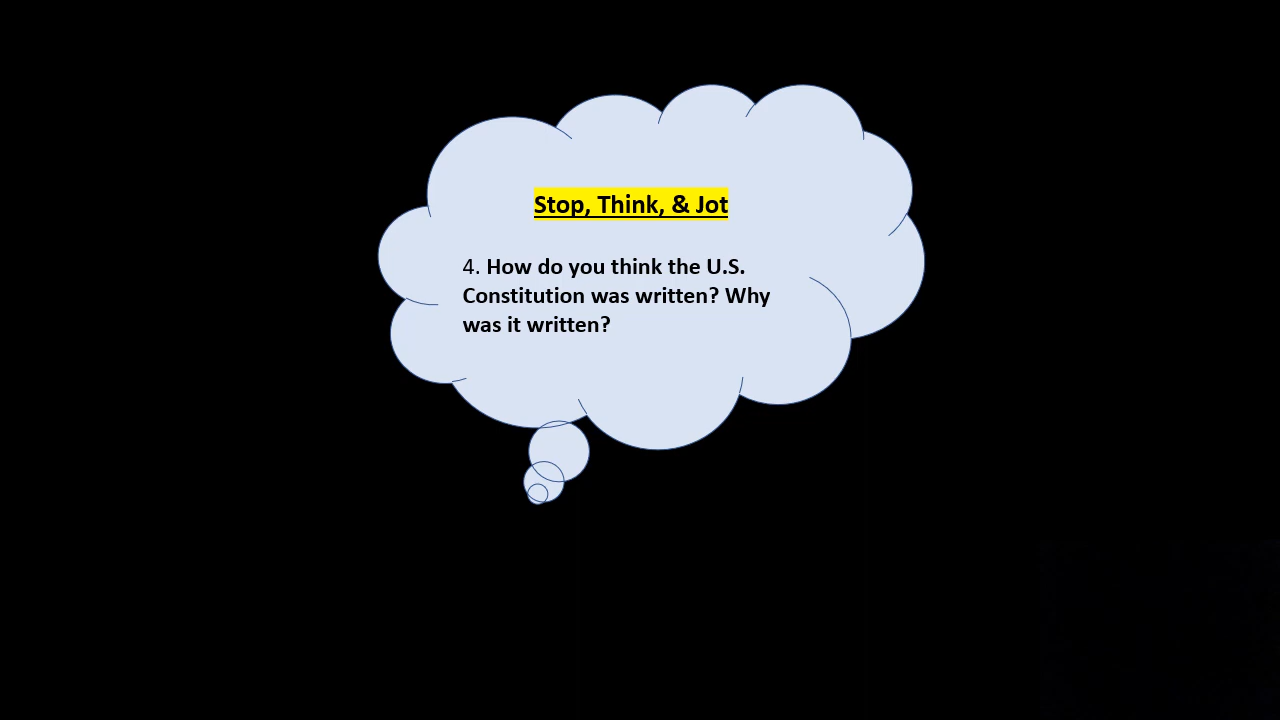 Stop, Think, & Jot
4. How do you think the U.S.
Constitution was written? Why
was it written?